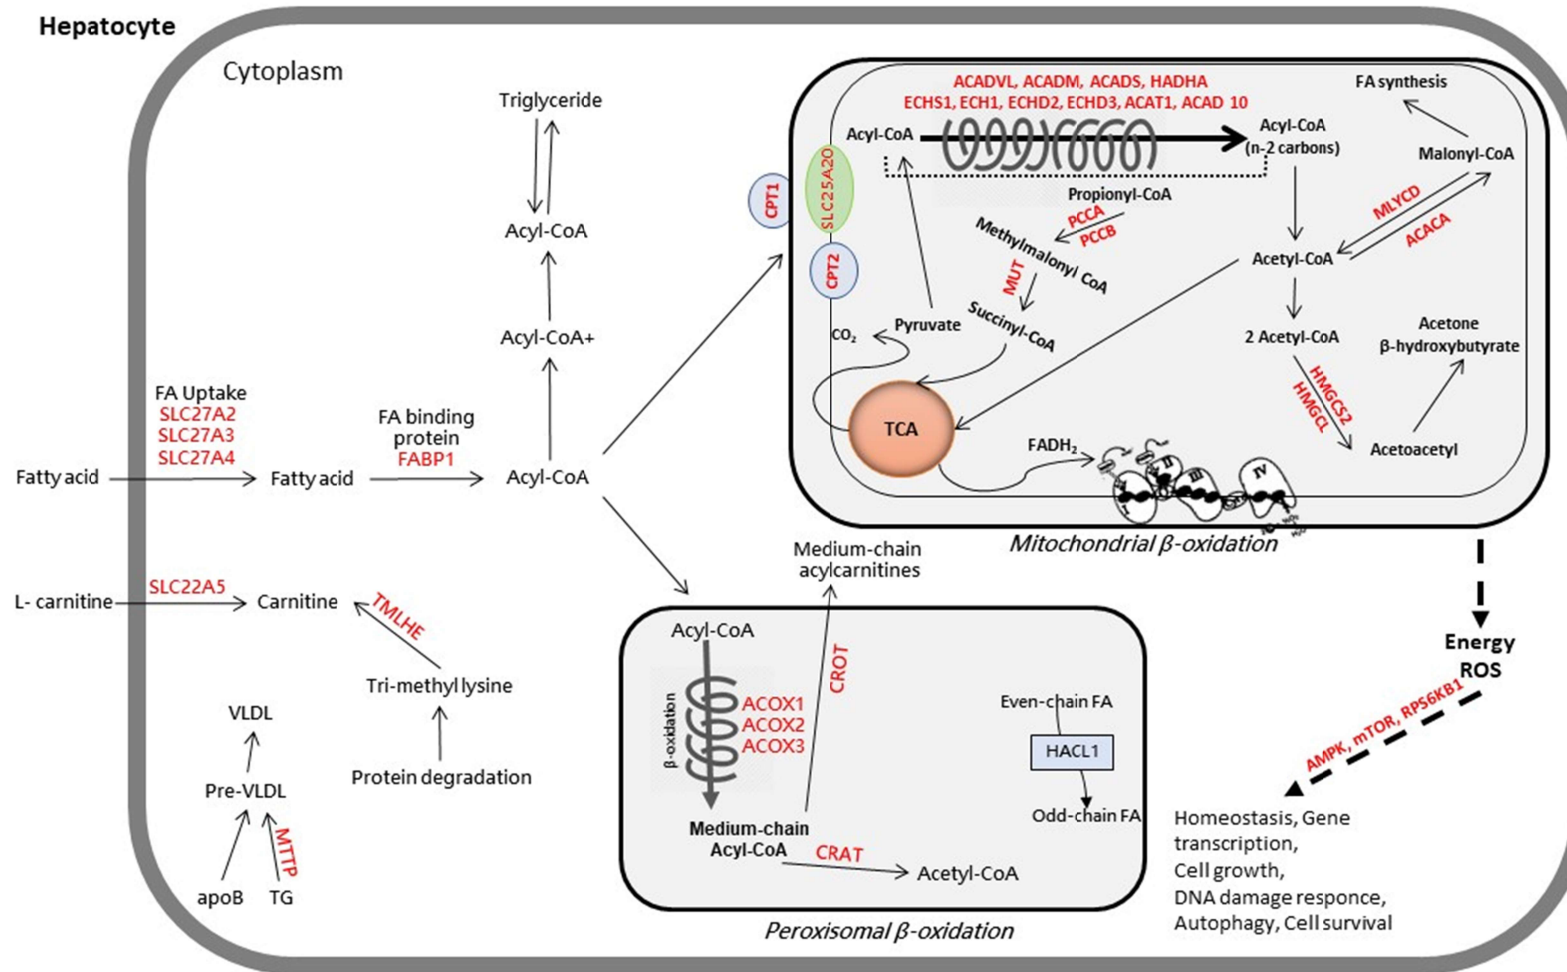 Hepatocyte
Cytoplasm
Triglyceride
Acyl-CoA
Acyl-CoA+
FA Uptake
SLC27A2
SLC27A3
SLC27A4
FA binding
protein
FABP1
Fatty acid
Fatty acid
Acyl-CoA
L- carnitine
SLC22A5
Carnitine
TMLHE
Tri-methyl lysine
Protein degradation
VLDL
Pre-VLDL
MTTP
apoB
TG
CPT1
SLC25A20
CPT2
ACADVL, ACADM, ACADS, HADHA
ECHS1, ECH1, ECHD2, ECHD3, ACAT1, ACAD 10
Acyl-CoA
Acyl-CoA
(n-2 carbons)
FA synthesis
Malonyl-CoA
MLYCD
ACACA
Propionyl-CoA
PCCA
PCCB
Methylmalonyl CoA
MUT
Succinyl-CoA
Acetyl-CoA
2 Acetyl-CoA
Acetone
β-hydroxybutyrate
HMGCS2
HMGCL
Acetoacetyl
Pyruvate
CO₂
TCA
FADH₂
I
II
III
IV
Mitochondrial β-oxidation
Medium-chain
acylcarnitines
Acyl-CoA
β-oxidation
ACOX1
ACOX2
ACOX3
CROT
Medium-chain
Acyl-CoA
CRAT
Acetyl-CoA
Even-chain FA
HACL1
Odd-chain FA
Peroxisomal β-oxidation
Energy
ROS
AMPK, mTOR, RPS6KB1
Homeostasis, Gene
transcription,
Cell growth,
DNA damage responce,
Autophagy, Cell survival